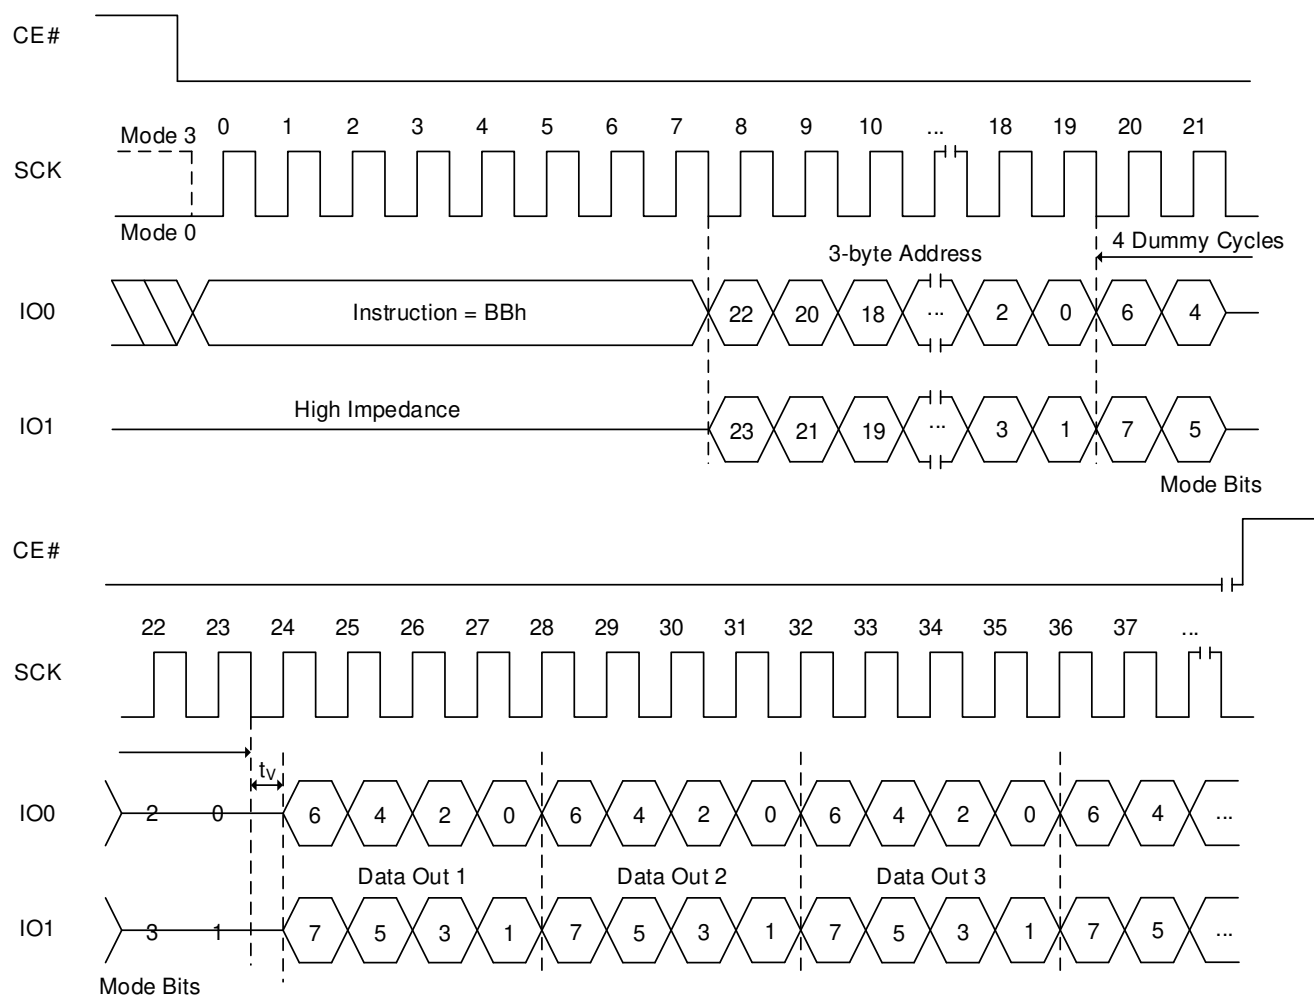 CE#
Mode 3 0 1 2 3 4 5 6 7 8 9 10 ... 18 19 20 21
SCK
Mode 0
3-byte Address 4 Dummy Cycles
IO0 Instruction = BBh 22 20 18 ... 2 0 6 4
High Impedance
IO1 23 21 19 ... 3 1 7 5
Mode Bits
CE#
22 23 24 25 26 27 28 29 30 31 32 33 34 35 36 37 ...
SCK
tV
IO0 2 0 6 4 2 0 6 4 2 0 6 4 2 0 6 4 ...
Data Out 1 Data Out 2 Data Out 3
IO1 3 1 7 5 3 1 7 5 3 1 7 5 3 1 7 5 ...
Mode Bits